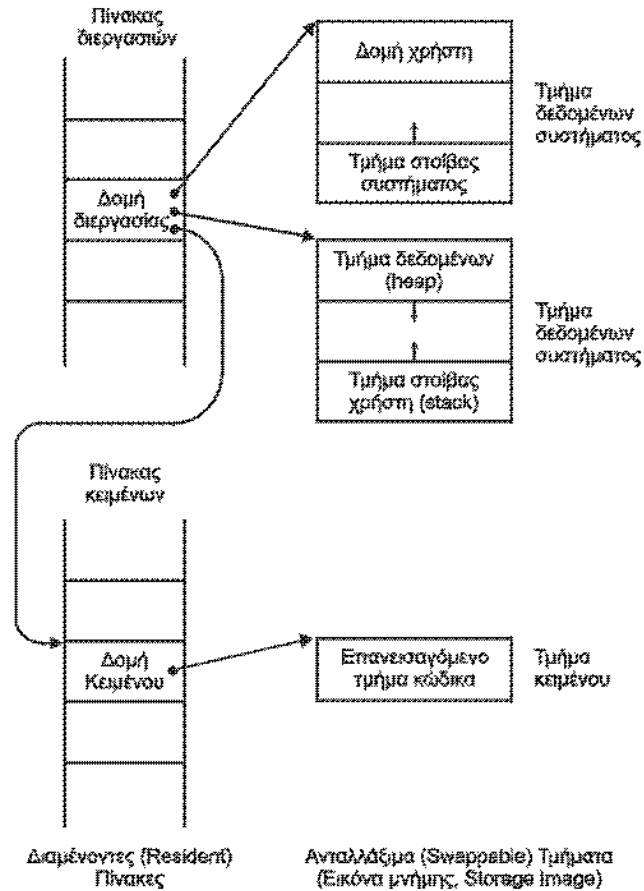 Πίνακας
διεργασιών
Δομή χρήστη
Τμήμα
δεδομένων
συστήματος
Τμήμα στοίβας
συστήματος
Δομή
διεργασίας
Τμήμα δεδομένων
(heap)
Τμήμα
δεδομένων
συστήματος
Τμήμα στοίβας
χρήστη (stack)
Πίνακας
κειμένων
Δομή
Κειμένου
Επανεισαγόμενο
τμήμα κώδικα
Τμήμα
κειμένου
Διαμένοντες (Resident)
Πίνακες
Ανταλλάξιμα (Swappable) Τμήματα
(Εικόνα μνήμης, Storage Image)